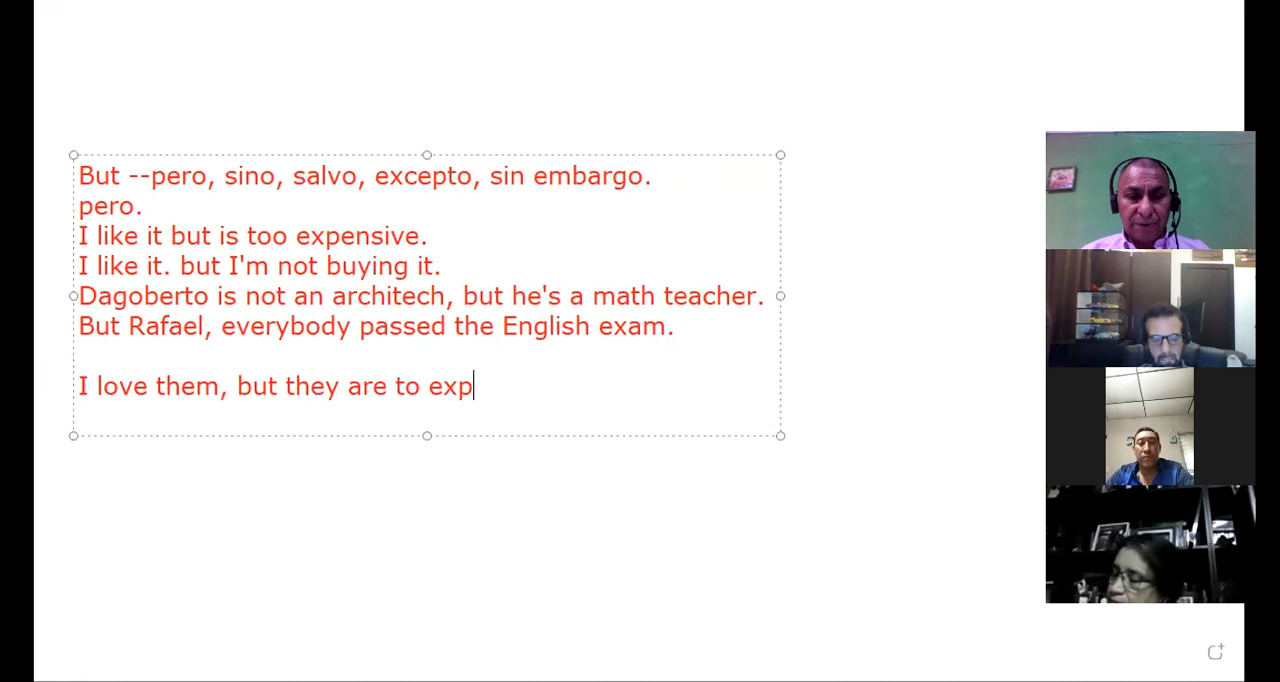 But --pero, sino, salvo, excepto, sin embargo.
pero.
I like it but is too expensive.
I like it. but I'm not buying it.
Dagoberto is not an architech, but he's a math teacher.
But Rafael, everybody passed the English exam.
I love them, but they are to exp